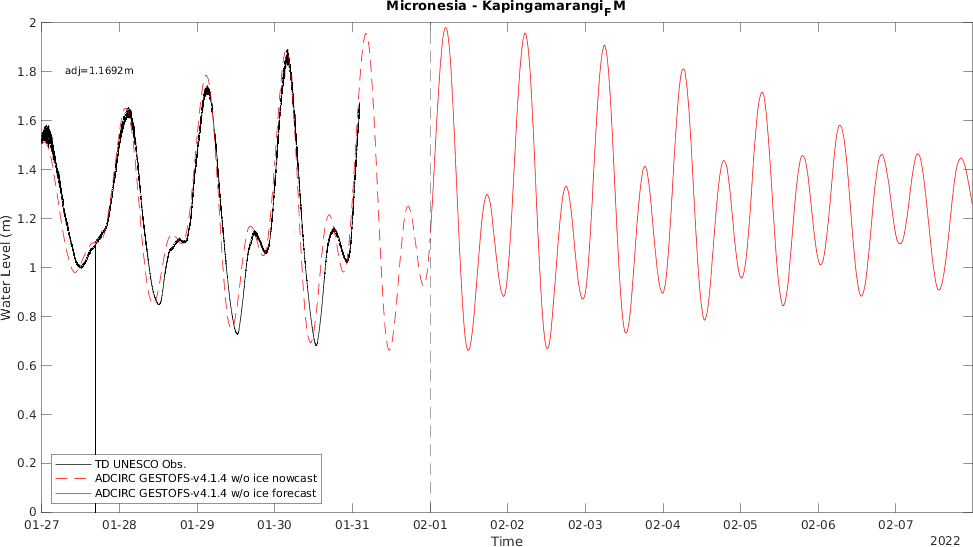 Micronesia - KapingamarangiFM
2
1.8
1.6
1.4
1.2
1
0.8
0.6
0.4
0.2
0
Water Level (m)
adj=1.1692m
TD UNESCO Obs.
ADCIRC GESTOFS-v4.1.4 w/o ice nowcast
ADCIRC GESTOFS-v4.1.4 w/o ice forecast
01-27 01-28 01-29 01-30 01-31 02-01 02-02 02-03 02-04 02-05 02-06 02-07
Time
2022